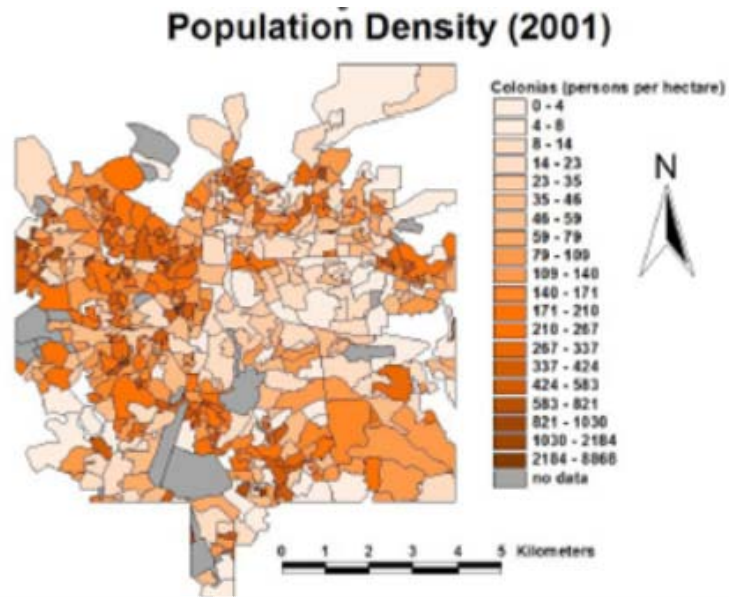 Population Density (2001)
Colonias (persons per hectare)
0 - 4
4 - 8
8 - 14
14 - 23
23 - 35
35 - 46
46 - 59
59 - 79
79 - 109
109 - 140
140 - 171
171 - 210
210 - 267
267 - 337
337 - 424
424 - 583
583 - 821
821 - 1030
1030 - 2184
2184 - 8868
no data
N
0 1 2 3 4 5 Kilometers